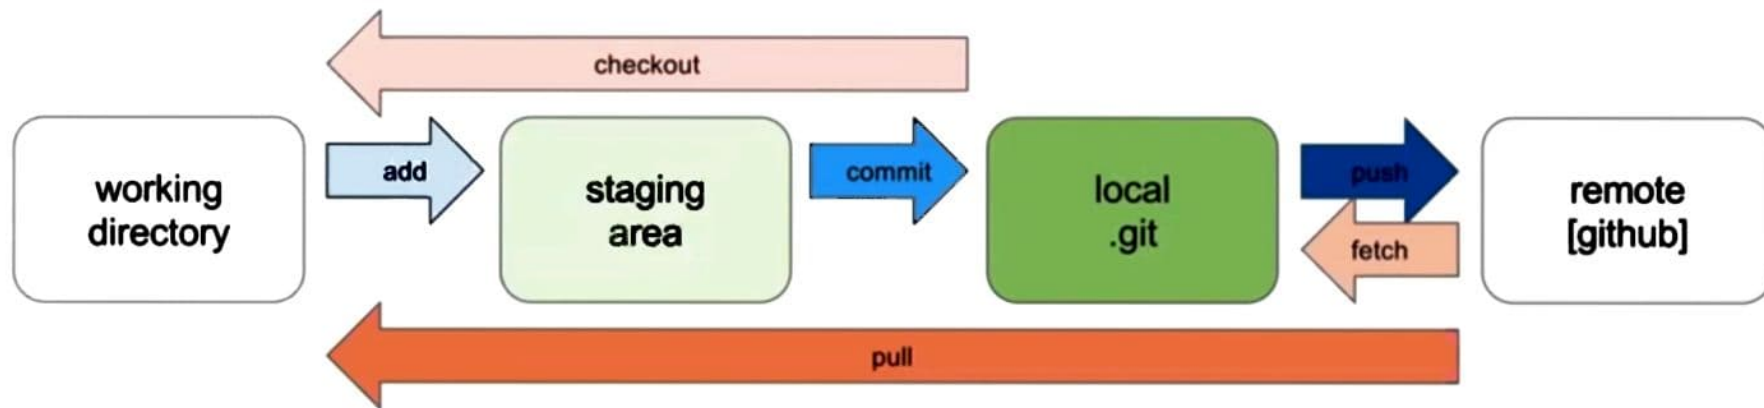 checkout
working
directory
add
staging
area
commit
local
.git
push
fetch
remote
[github]
pull